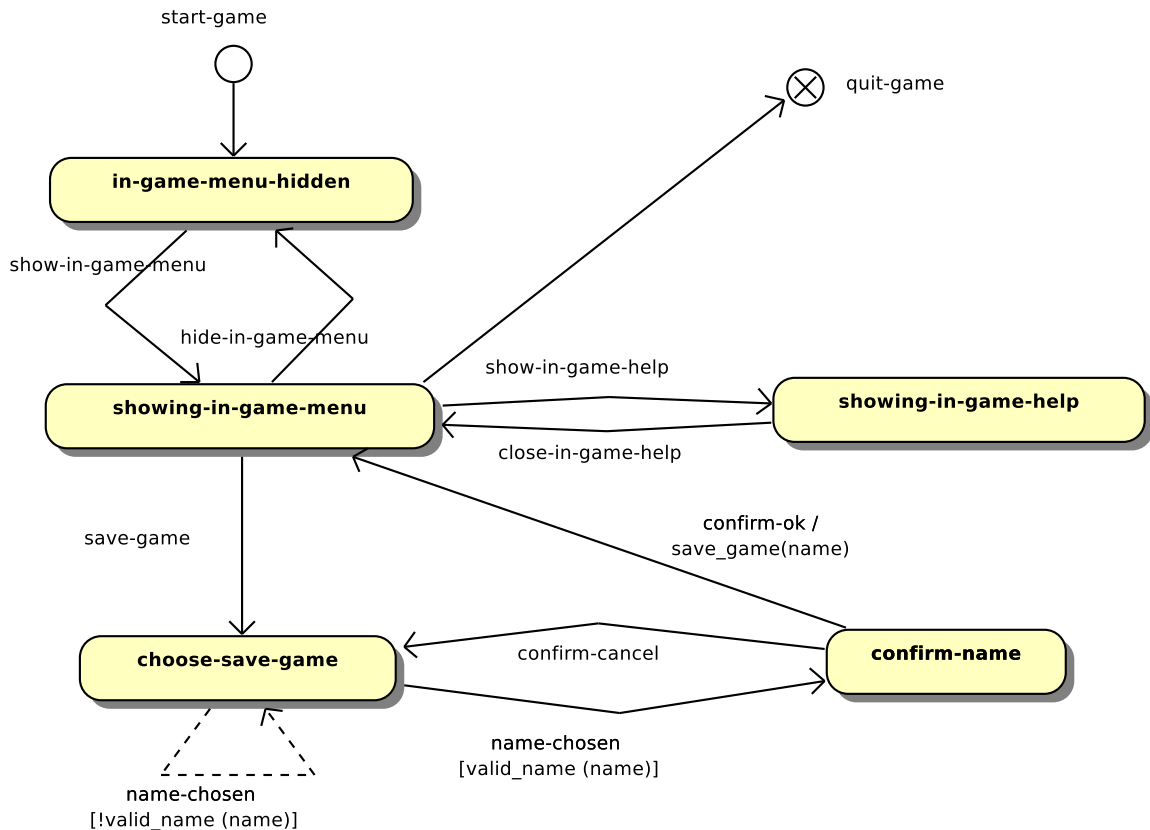 start-game
quit-game
in-game-menu-hidden
show-in-game-menu
hide-in-game-menu
show-in-game-help
showing-in-game-menu
showing-in-game-help
close-in-game-help
save-game
confirm-ok /
save_game(name)
choose-save-game
confirm-cancel
confirm-name
name-chosen
[valid_name (name)]
name-chosen
[!valid_name (name)]